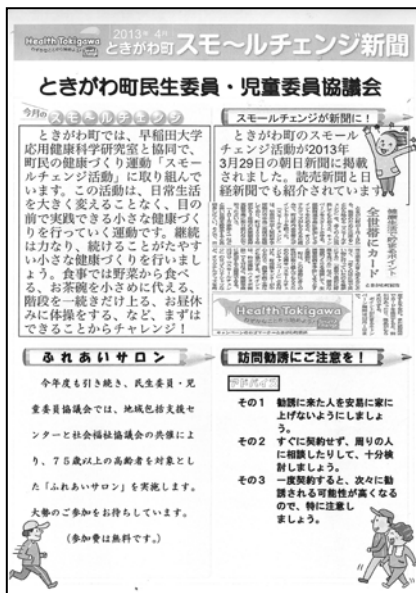 Health Tokigawa
2013年 4月
ときがわ町 スモールチェンジ新聞
ときがわ町民生委員・児童委員協議会
今月の スモールチェンジ
ときがわ町では、早稲田大学
応用健康科学研究室と協同で、
町民の健康づくり運動「スモー
ルチェンジ活動」に取り組んで
います。この活動は、日常生活
を大きく変えることなく、目の
前で実践できる小さな健康づく
りを行っていく運動です。継続
は力なり、続けることがたやす
い小さな健康づくりを行いまし
ょう。食事では野菜から食べ
る、お茶碗を小さめに代える、
階段を一続きだけ上る、お昼休
みに体操をする、など、まずは
できることからチャレンジ！
スモールチェンジが新聞に！
ときがわ町のスモール
チェンジ活動が2013年
3月29日の朝日新聞に掲載
されました。読売新聞と日
経新聞でも紹介されています
全世帯にカード
Health Tokigawa
ふれあいサロン
今年度も引き続き、民生委員・児
童委員協議会では、地域包括支援セ
ンターと社会福祉協議会の共催によ
り、７５歳以上の高齢者を対象とし
た「ふれあいサロン」を実施します。
大勢のご参加をお待ちしています。
（参加費は無料です。）
訪問勧誘にご注意を！
アドバイス
その１ 勧誘に来た人を安易に家に
上げないようにしましょ
う。
その２ すぐに契約せず、周りの人
に相談したりして、十分検
討しましょう。
その３ 一度契約すると、次々に勧
誘される可能性が高くなる
ので、特に注意し
ましょう。